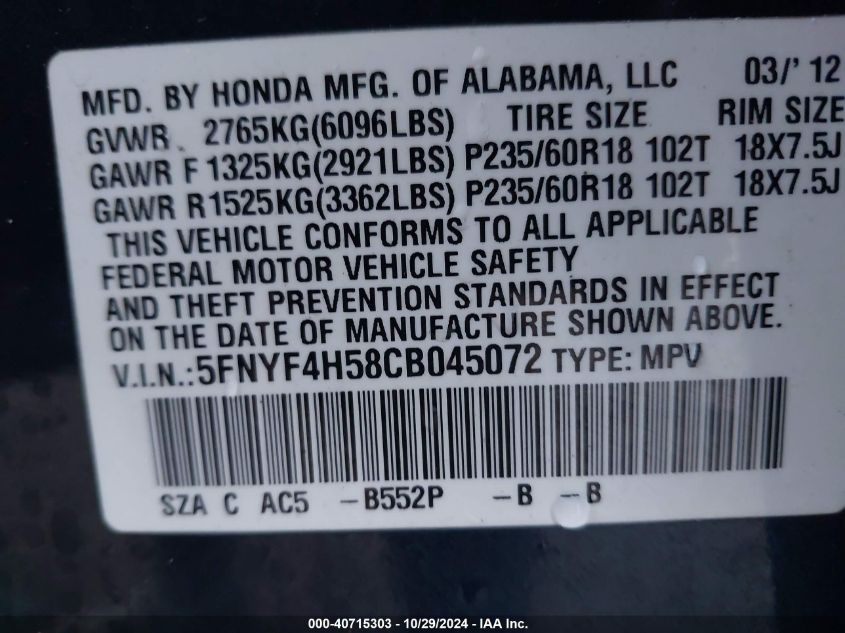 MFD. BY HONDA MFG. OF ALABAMA, LLC 03/' 12
GVWR. 2765KG(6096LBS) TIRE SIZE RIM SIZE
GAWR F 1325KG(2921LBS) P235/60R18 102T 18X7.5J
GAWR R1525KG(3362LBS) P235/60R18 102T 18X7.5J
THIS VEHICLE CONFORMS TO ALL APPLICABLE
FEDERAL MOTOR VEHICLE SAFETY
AND THEFT PREVENTION STANDARDS IN EFFECT
ON THE DATE OF MANUFACTURE SHOWN ABOVE.
V.I.N.:5FNYF4H58CB045072 TYPE: MPV
SZA C AC5 -B552P -B -B
000-40715303 - 10/29/2024 - IAA Inc.